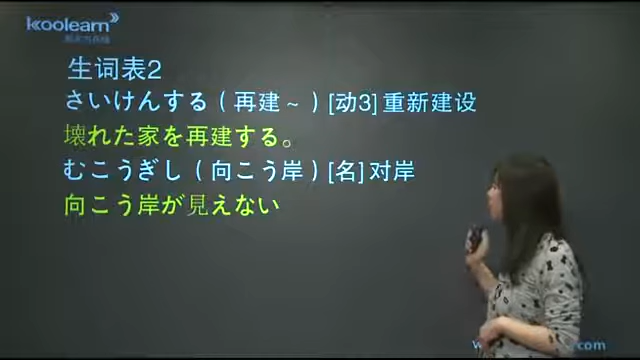 koolearn
生词表2
さいけんする（再建～）[动3]重新建设
壊れた家を再建する。
むこうぎし（向こう岸）[名]对岸
向こう岸が見えない